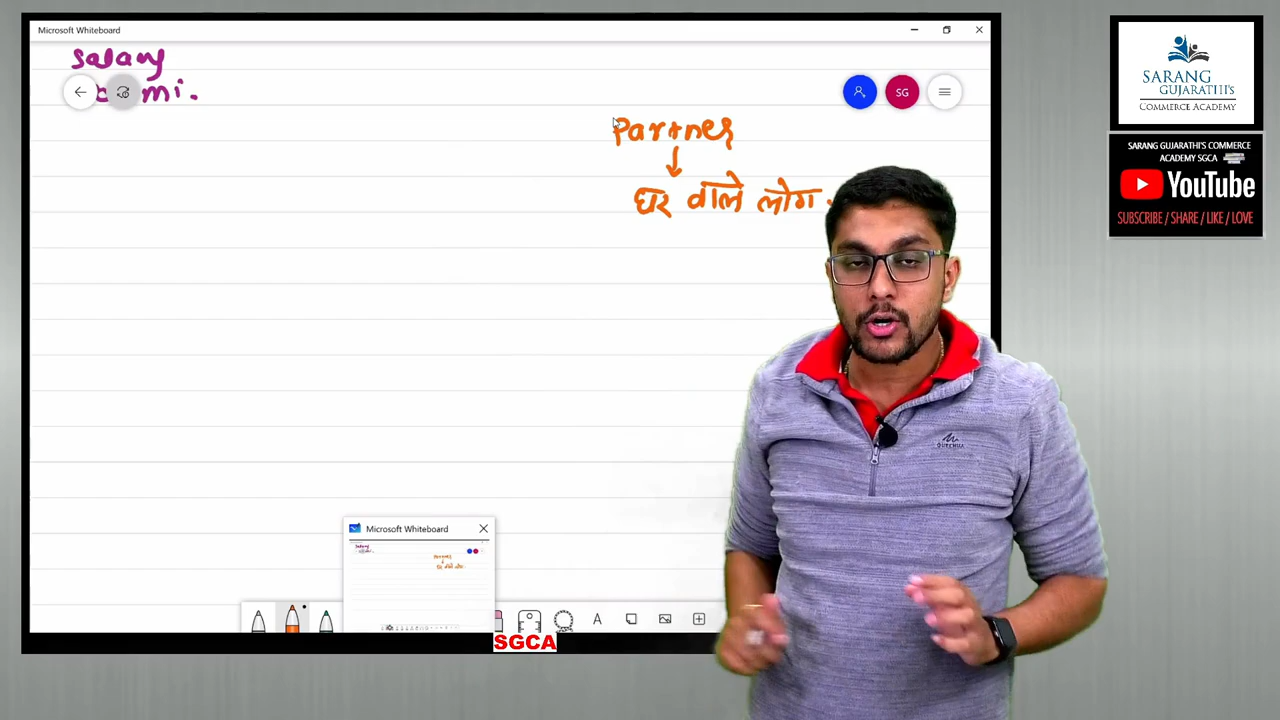 Microsoft Whiteboard
Salary
SG
Partner
घर वाले लोग.
Microsoft Whiteboard
A
SGCA
SARANG
GUJARATHI'S
COMMERCE ACADEMY
SARANG GUJARATHI'S COMMERCE
ACADEMY SGCA
YouTube
SUBSCRIBE / SHARE / LIKE / LOVE
QUECHUA